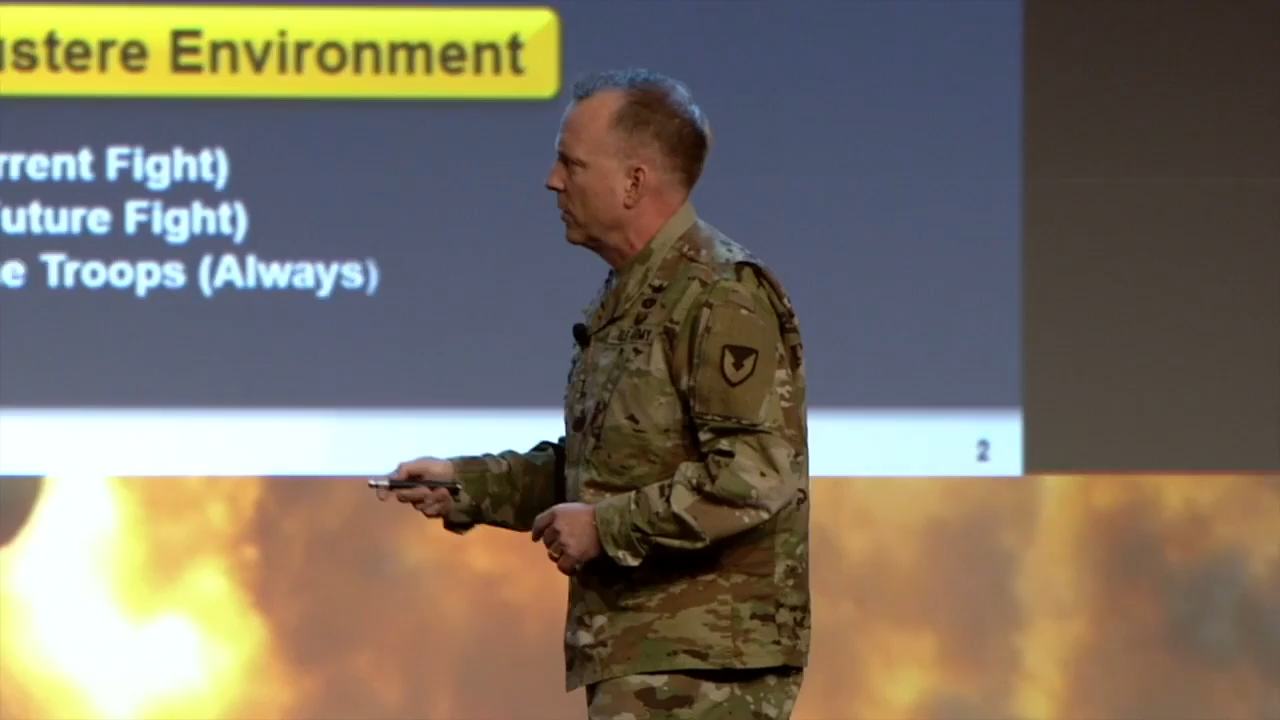 ustere Environment
rrent Fight)
uture Fight)
e Troops (Always)
2
ARMY